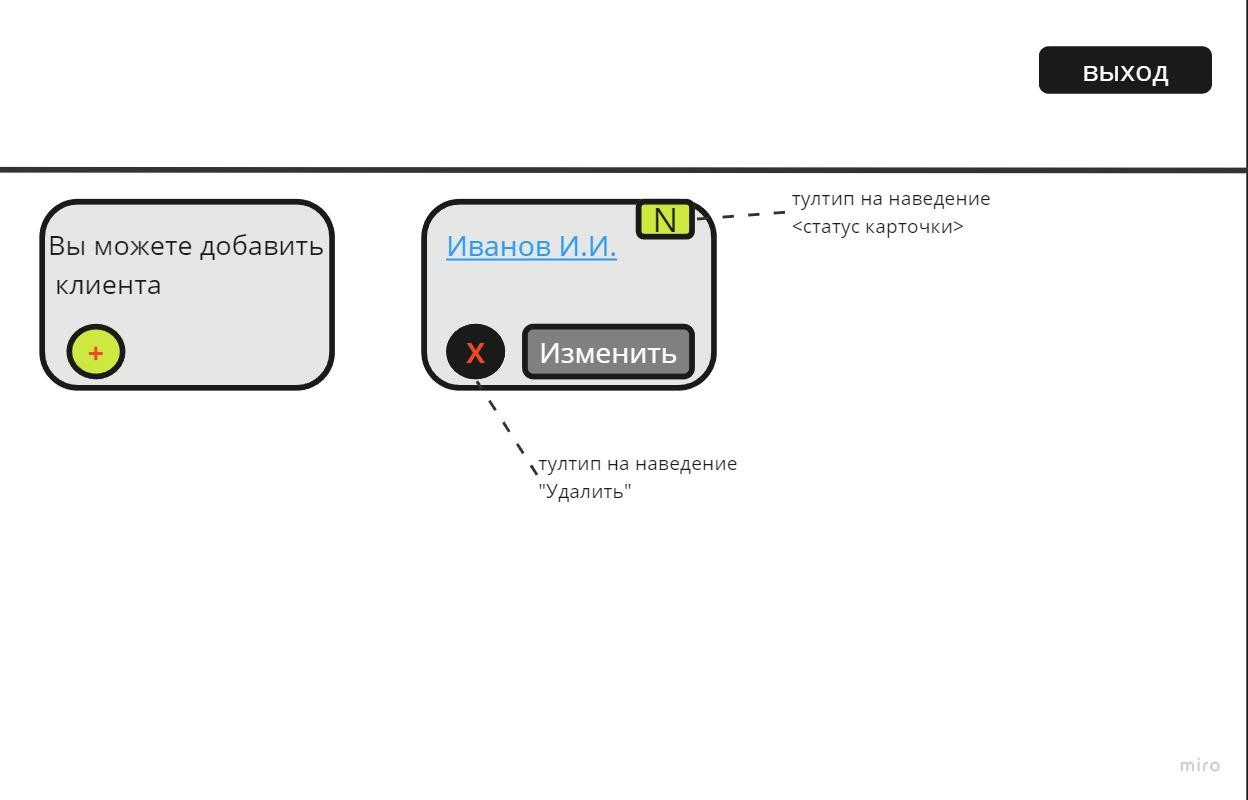 выход
тултип на наведение
<статус карточки>
Вы можете добавить
клиента
+
N
Иванов И.И.
X
Изменить
тултип на наведение
"Удалить"
miro